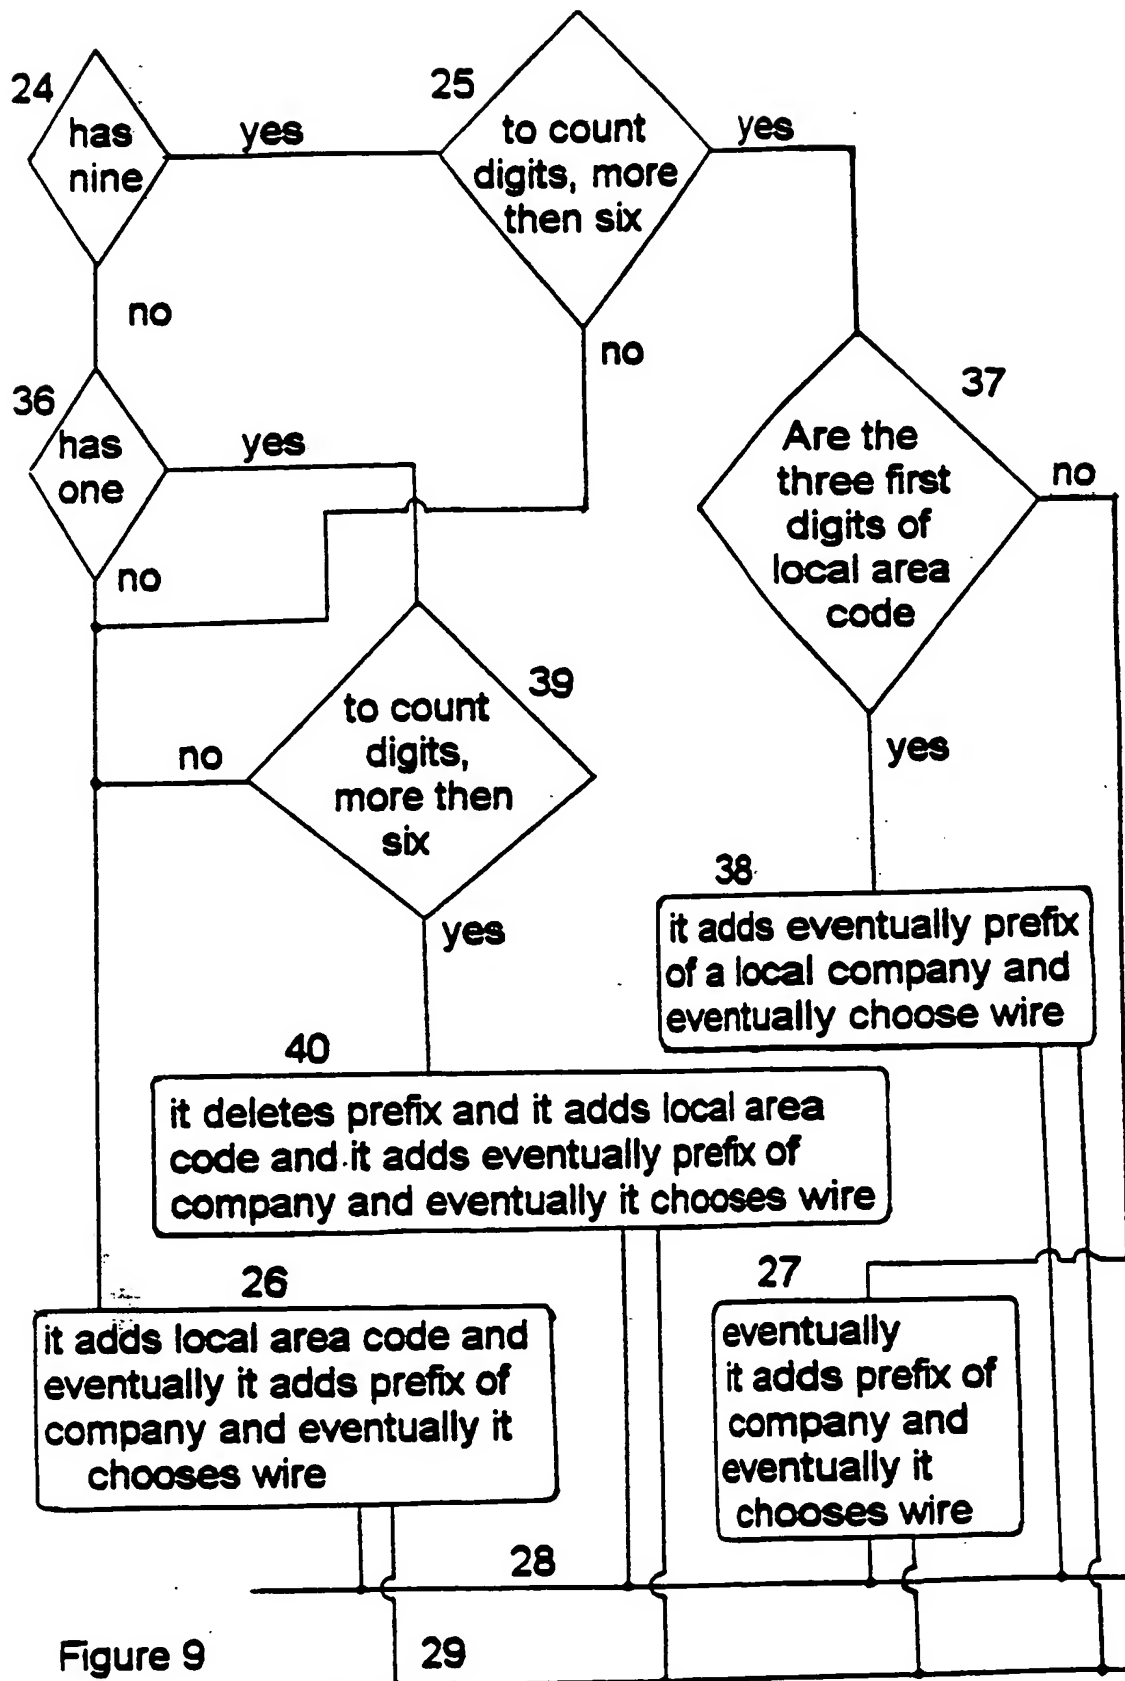 24
has
nine
yes
no
25
to count
digits, more
then six
yes
no
36
has
one
yes
no
37
Are the
three first
digits of
local area
code
no
yes
39
to count
digits,
more then
six
no
yes
38
it adds eventually prefix
of a local company and
eventually choose wire
40
it deletes prefix and it adds local area
code and it adds eventually prefix of
company and eventually it chooses wire
26
it adds local area code and
eventually it adds prefix of
company and eventually it
chooses wire
27
eventually
it adds prefix of
company and
eventually it
chooses wire
28
29
Figure 9